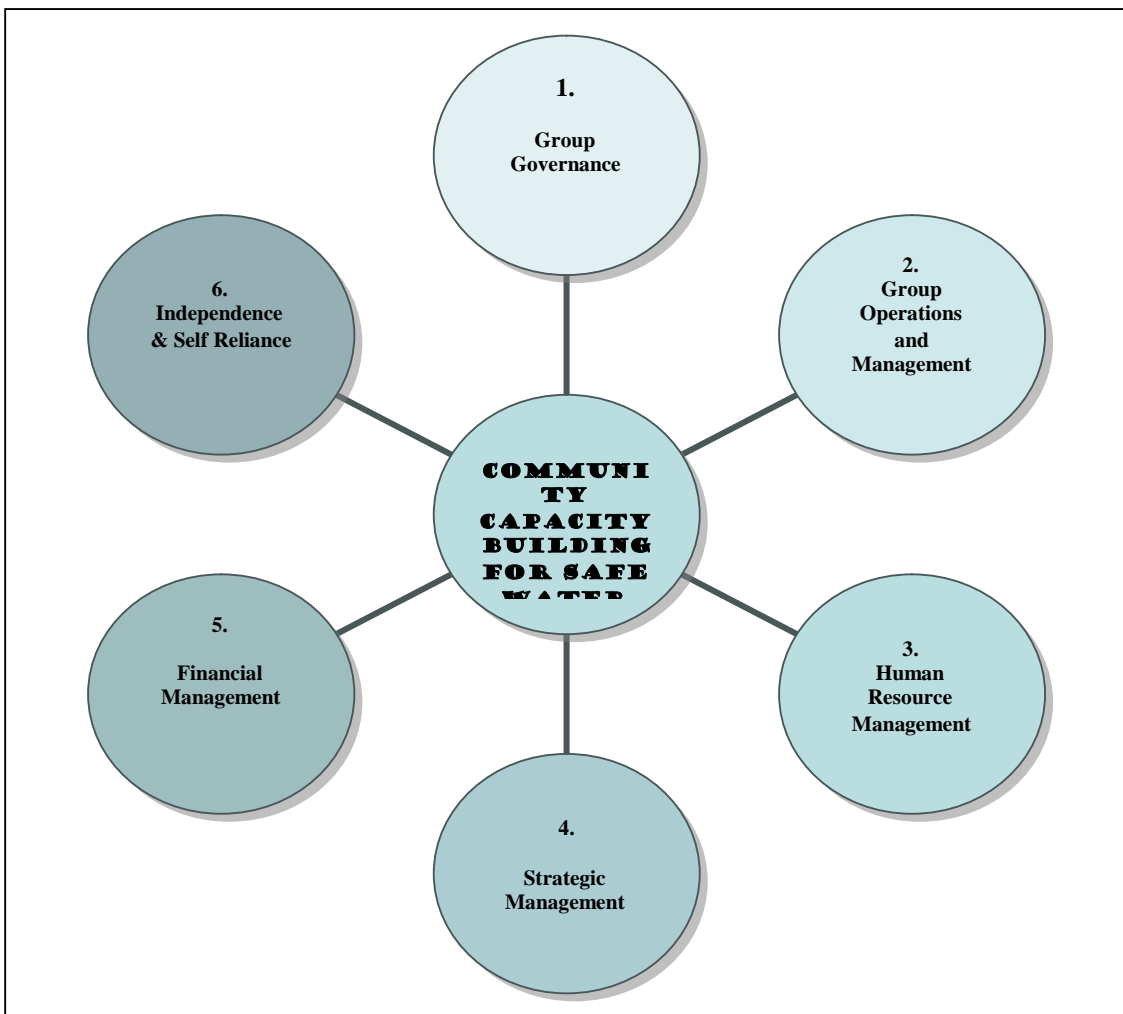 1.
Group
Governance
2.
Group
Operations
and
Management
3.
Human
Resource
Management
4.
Strategic
Management
5.
Financial
Management
6.
Independence
& Self Reliance
COMMUNI
TY
CAPACITY
BUILDING
FOR SAFE
WATER